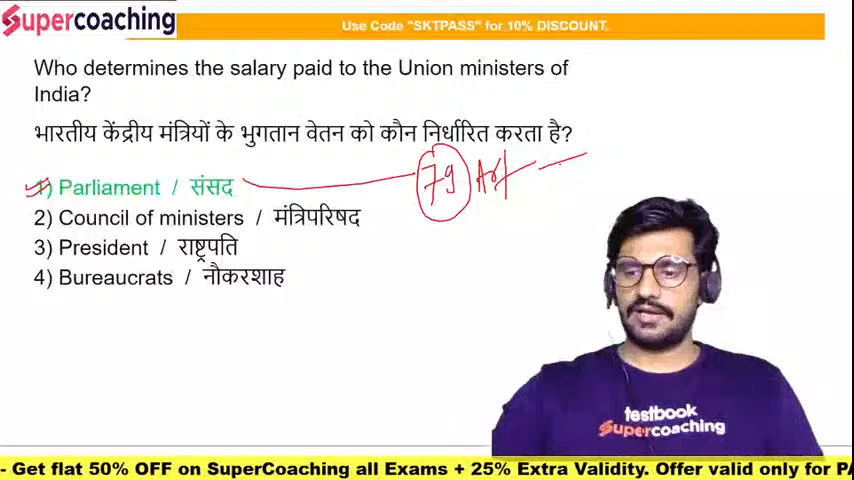 Supercoaching
Use Code "SKTPASS" for 10% DISCOUNT.
Who determines the salary paid to the Union ministers of
India?
भारतीय केंद्रीय मंत्रियों के भुगतान वेतन को कौन निर्धारित करता है?
79 Art
1) Parliament / संसद
2) Council of ministers / मंत्रिपरिषद
3) President / राष्ट्रपति
4) Bureaucrats / नौकरशाह
testbook
Supercoaching
- Get flat 50% OFF on SuperCoaching all Exams + 25% Extra Validity. Offer valid only for PA